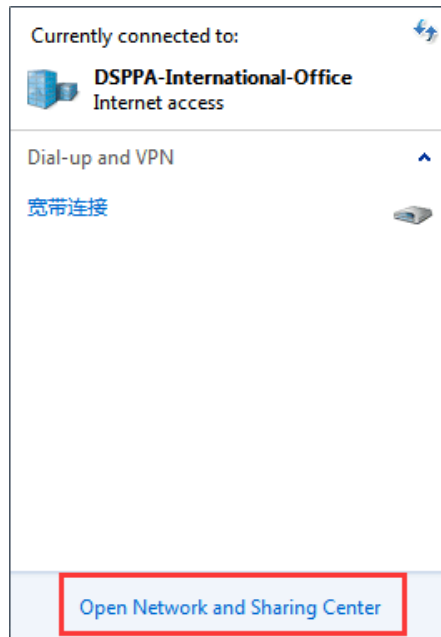 Currently connected to:
DSPPA-International-Office
Internet access
Dial-up and VPN
宽带连接
Open Network and Sharing Center